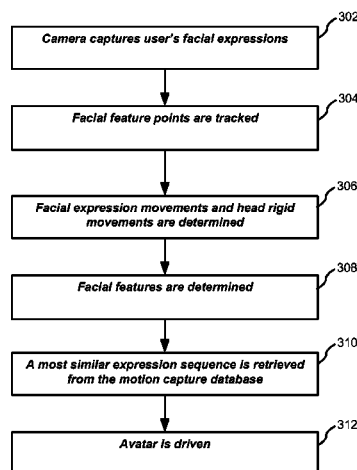 302
Camera captures user's facial expressions
304
Facial feature points are tracked
306
Facial expression movements and head rigid
movements are determined
308
Facial features are determined
310
A most similar expression sequence is retrieved
from the motion capture database
312
Avatar is driven